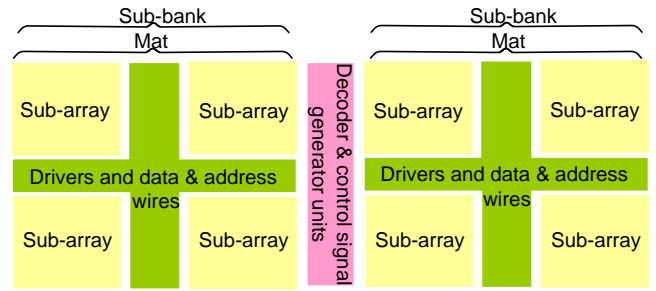 Sub-bank
Mat
Sub-array
Sub-array
Drivers and data & address
wires
Sub-array
Sub-array
Decoder & control signal
generator units
Sub-bank
Mat
Sub-array
Sub-array
Drivers and data & address
wires
Sub-array
Sub-array